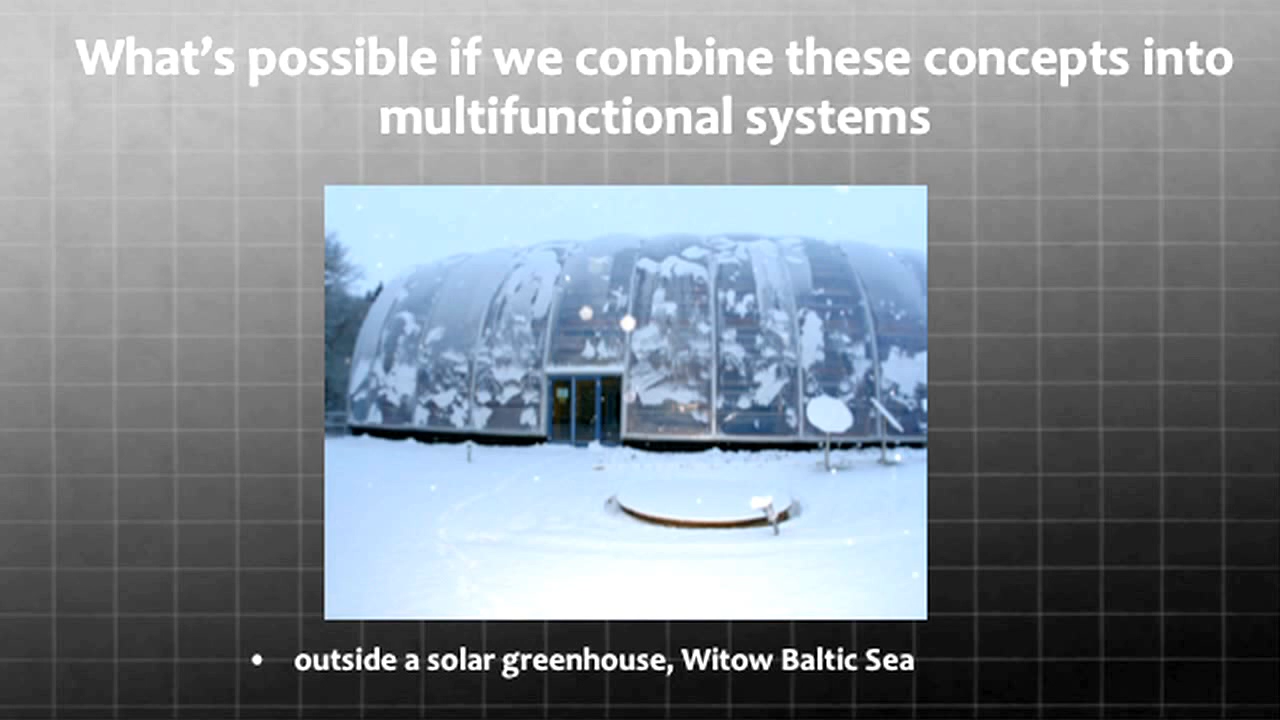 What's possible if we combine these concepts into
multifunctional systems
• outside a solar greenhouse, Witow Baltic Sea